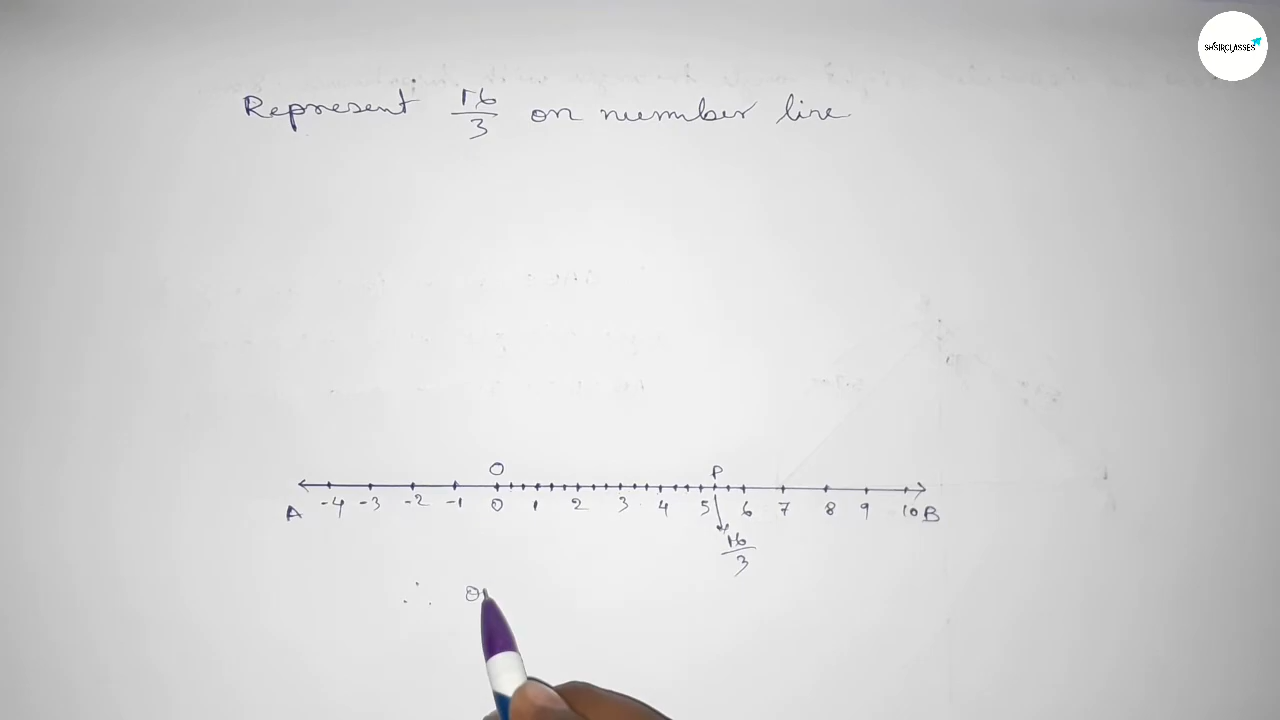 SHSIRCLASSES
Represent 16/3 on number line
O P
-4 -3 -2 -1 0 1 2 3 4 5 6 7 8 9 10
A B
16/3
∴ O